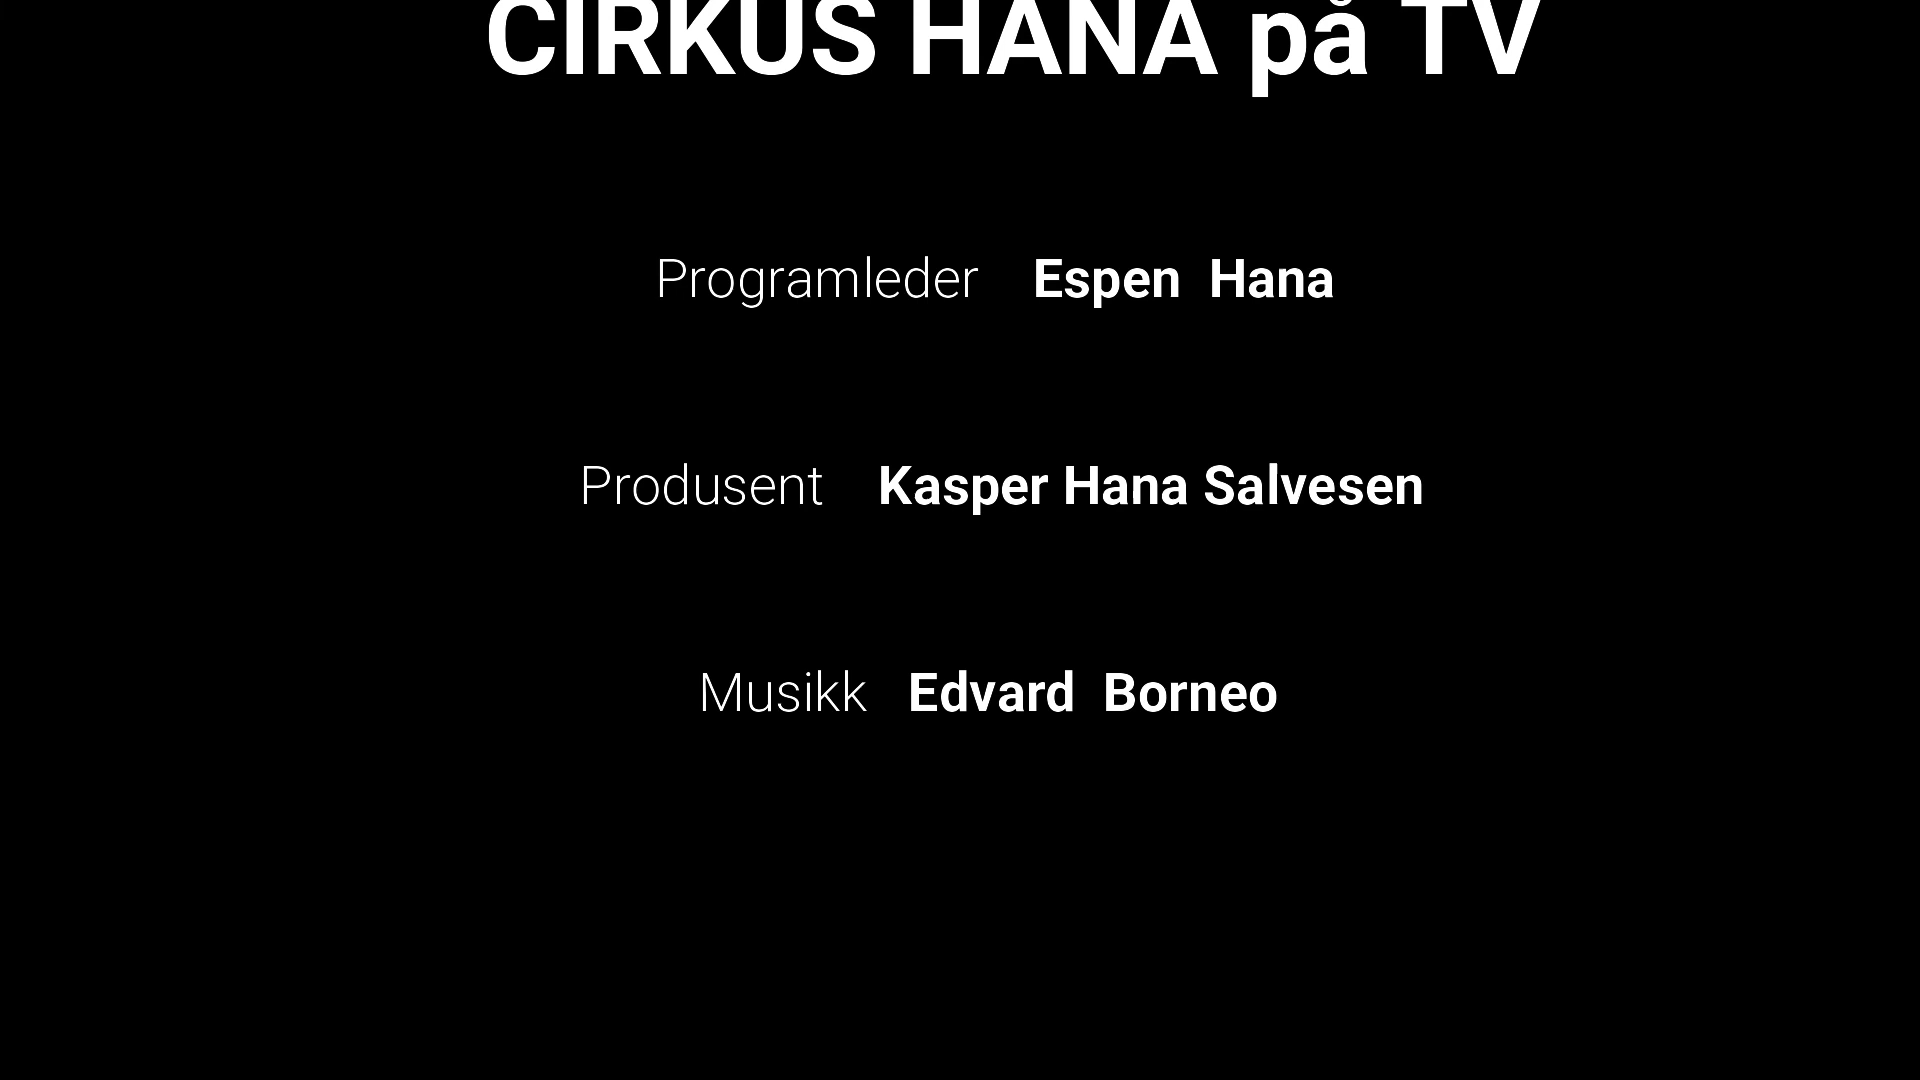 CIRKUS HANA på TV
Programleder Espen Hana
Produsent Kasper Hana Salvesen
Musikk Edvard Borneo